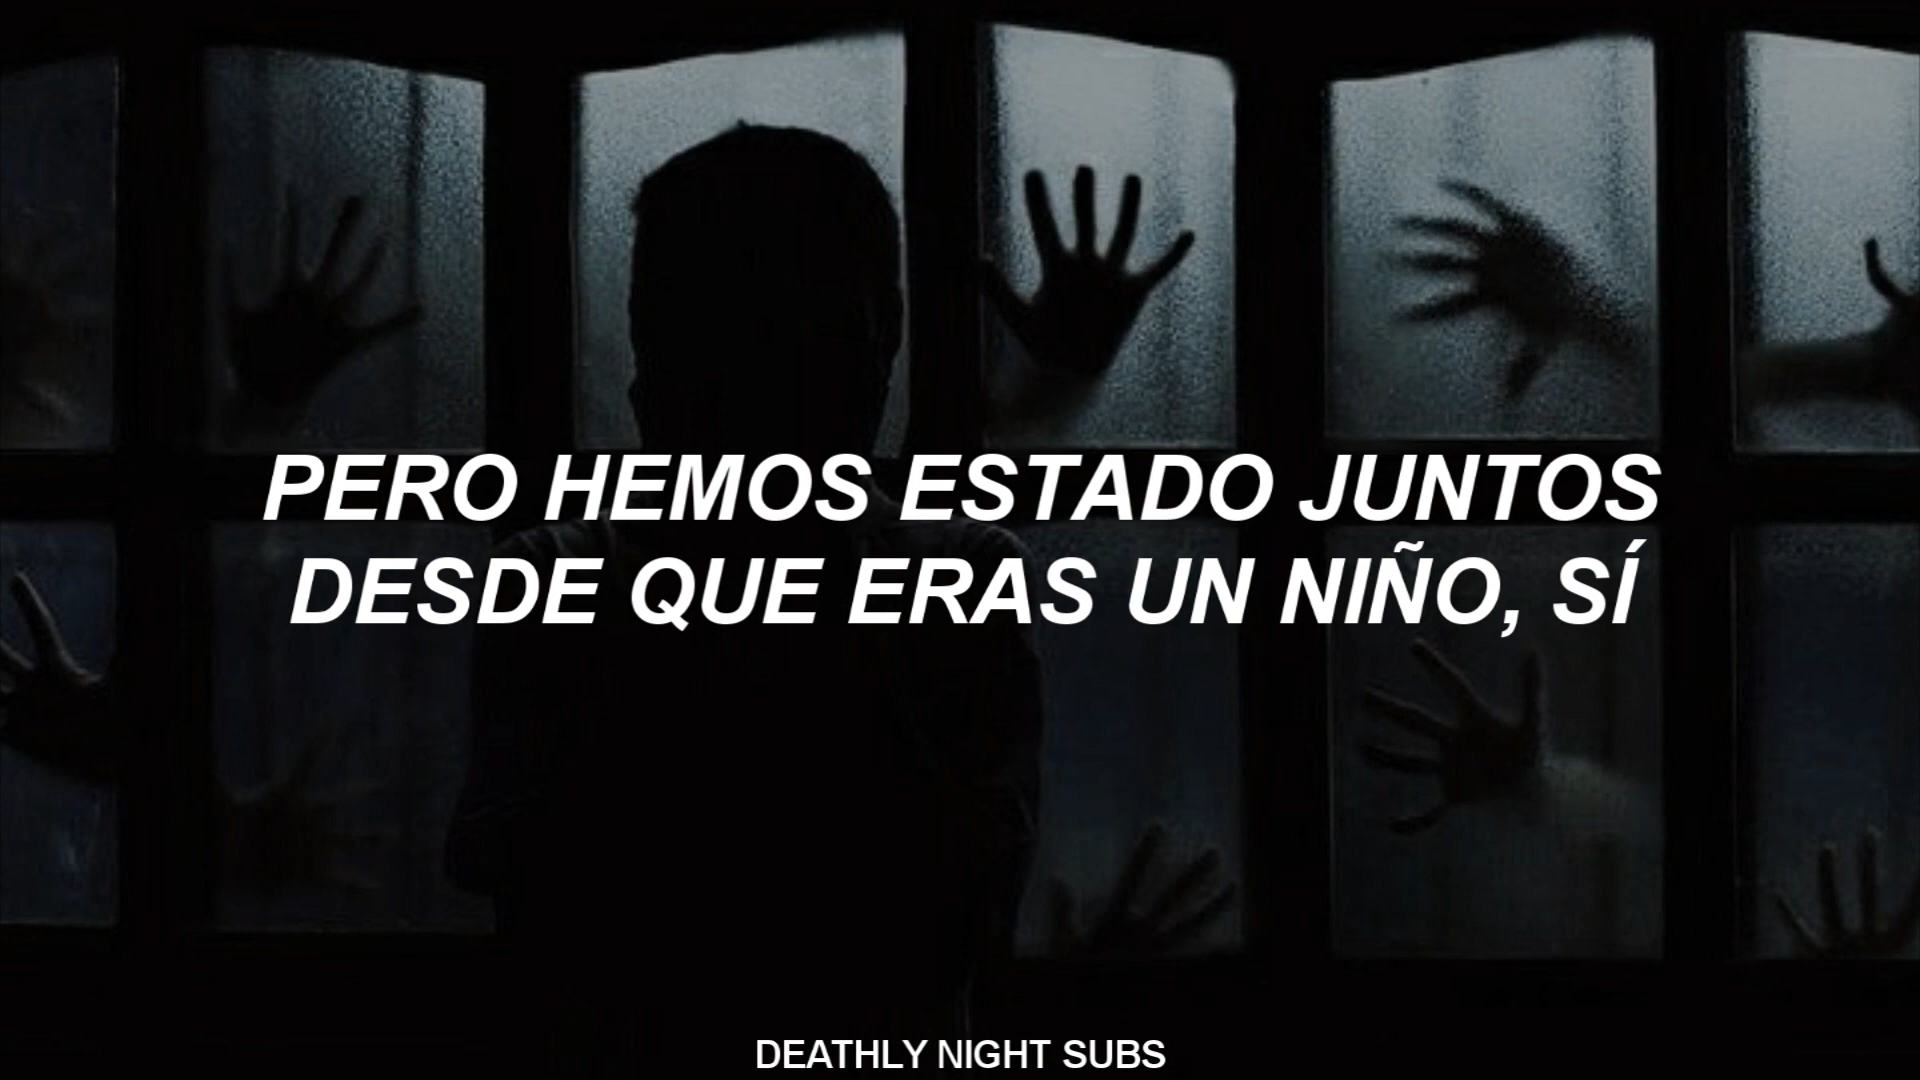 PERO HEMOS ESTADO JUNTOS
DESDE QUE ERAS UN NIÑO, SÍ
DEATHLY NIGHT SUBS